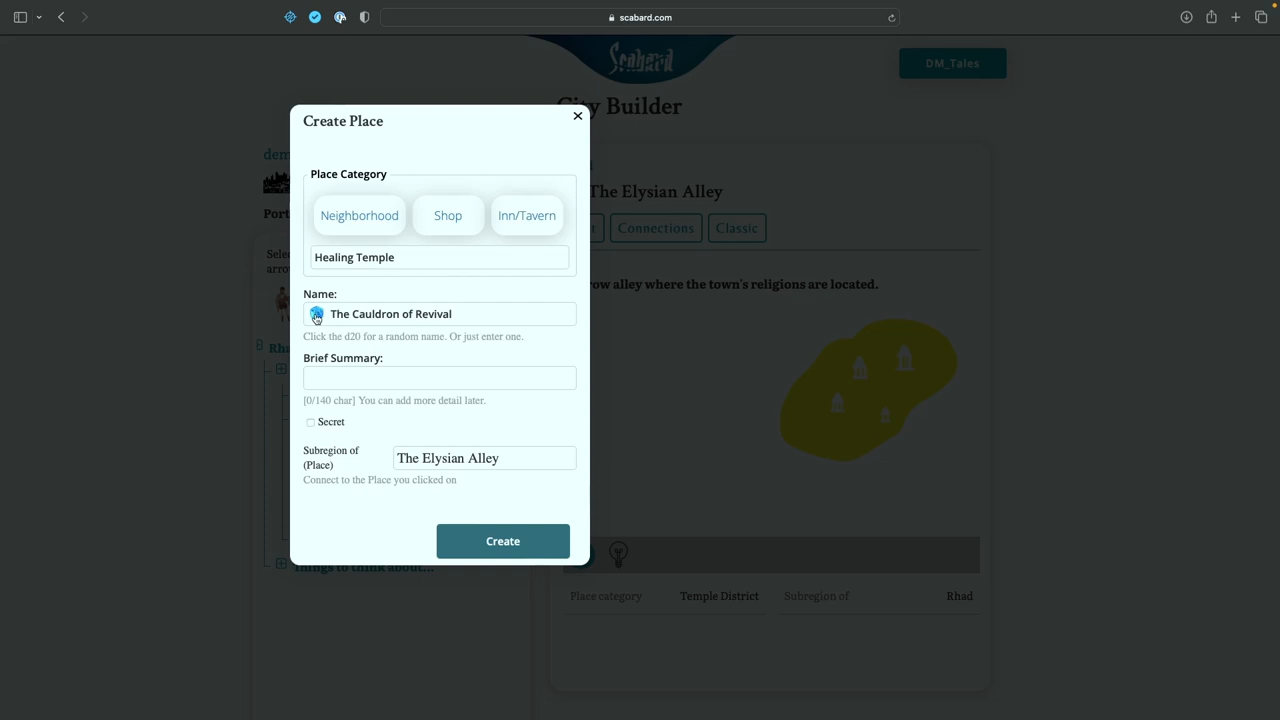 scabard.com
Scabard
DM_Tales
City Builder
Create Place
Place Category
Neighborhood
Shop
Inn/Tavern
Healing Temple
Name:
The Cauldron of Revival
Click the d20 for a random name. Or just enter one.
Brief Summary:
[0/140 char] You can add more detail later.
Secret
Subregion of
(Place)
The Elysian Alley
Connect to the Place you clicked on
Create
The Elysian Alley
Connections
Classic
alley where the town's religions are located.
Things to think about...
Place category
Temple District
Subregion of
Rhad